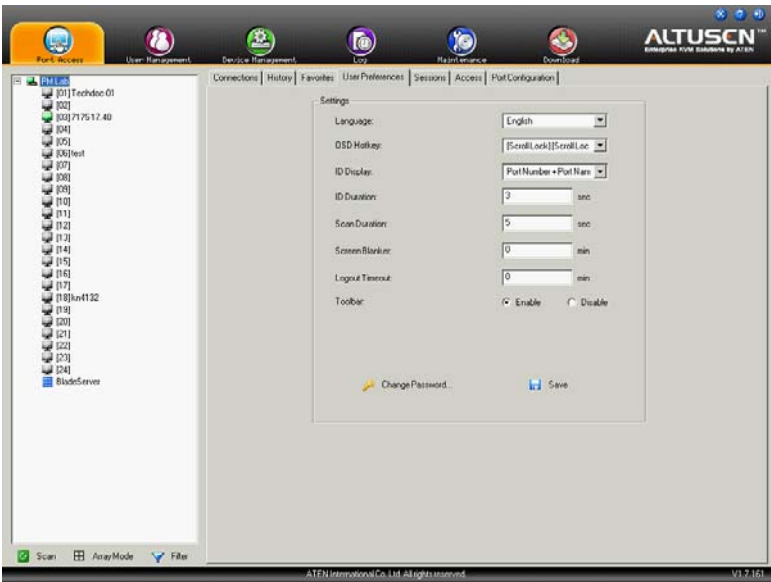 ALTUSEN™
Enterprise KVM Solutions by ATEN
Port Access
User Management
Device Management
Log
Maintenance
Download
PM Lab
[01]Techdoc-01
[02]
[03]717517.40
[04]
[05]
[06]test
[07]
[08]
[09]
[10]
[11]
[12]
[13]
[14]
[15]
[16]
[17]
[18]kn4132
[19]
[20]
[21]
[22]
[23]
[24]
BladeServer
Scan
Array Mode
Filter
Connections
History
Favorites
User Preferences
Sessions
Access
Port Configuration
Settings
Language: English
OSD Hotkey: [Scroll Lock][Scroll Loc
ID Display: Port Number + Port Nam
ID Duration: 3 sec
Scan Duration: 5 sec
Screen Blanker: 0 min
Logout Timeout: 0 min
Toolbar: Enable Disable
Change Password...
Save
ATEN International Co. Ltd. All rights reserved.
V1.7.161